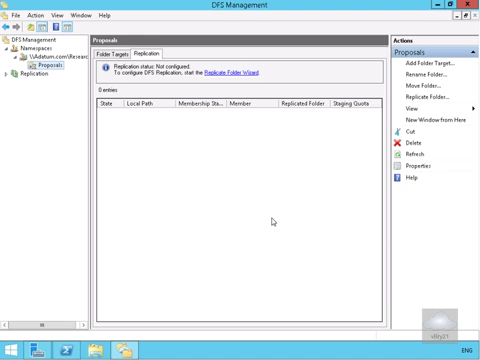 DFS Management
File Action View Window Help
DFS Management
Namespaces
\\Adatum.com\Researc
Proposals
Replication
Proposals
Folder Targets Replication
Replication status: Not configured.
To configure DFS Replication, start the Replicate Folder Wizard.
0 entries
State Local Path Membership Sta... Member Replicated Folder Staging Quota
Actions
Proposals
Add Folder Target...
Rename Folder...
Move Folder...
Replicate Folder...
View
New Window from Here
Cut
Delete
Refresh
Properties
Help
ENG